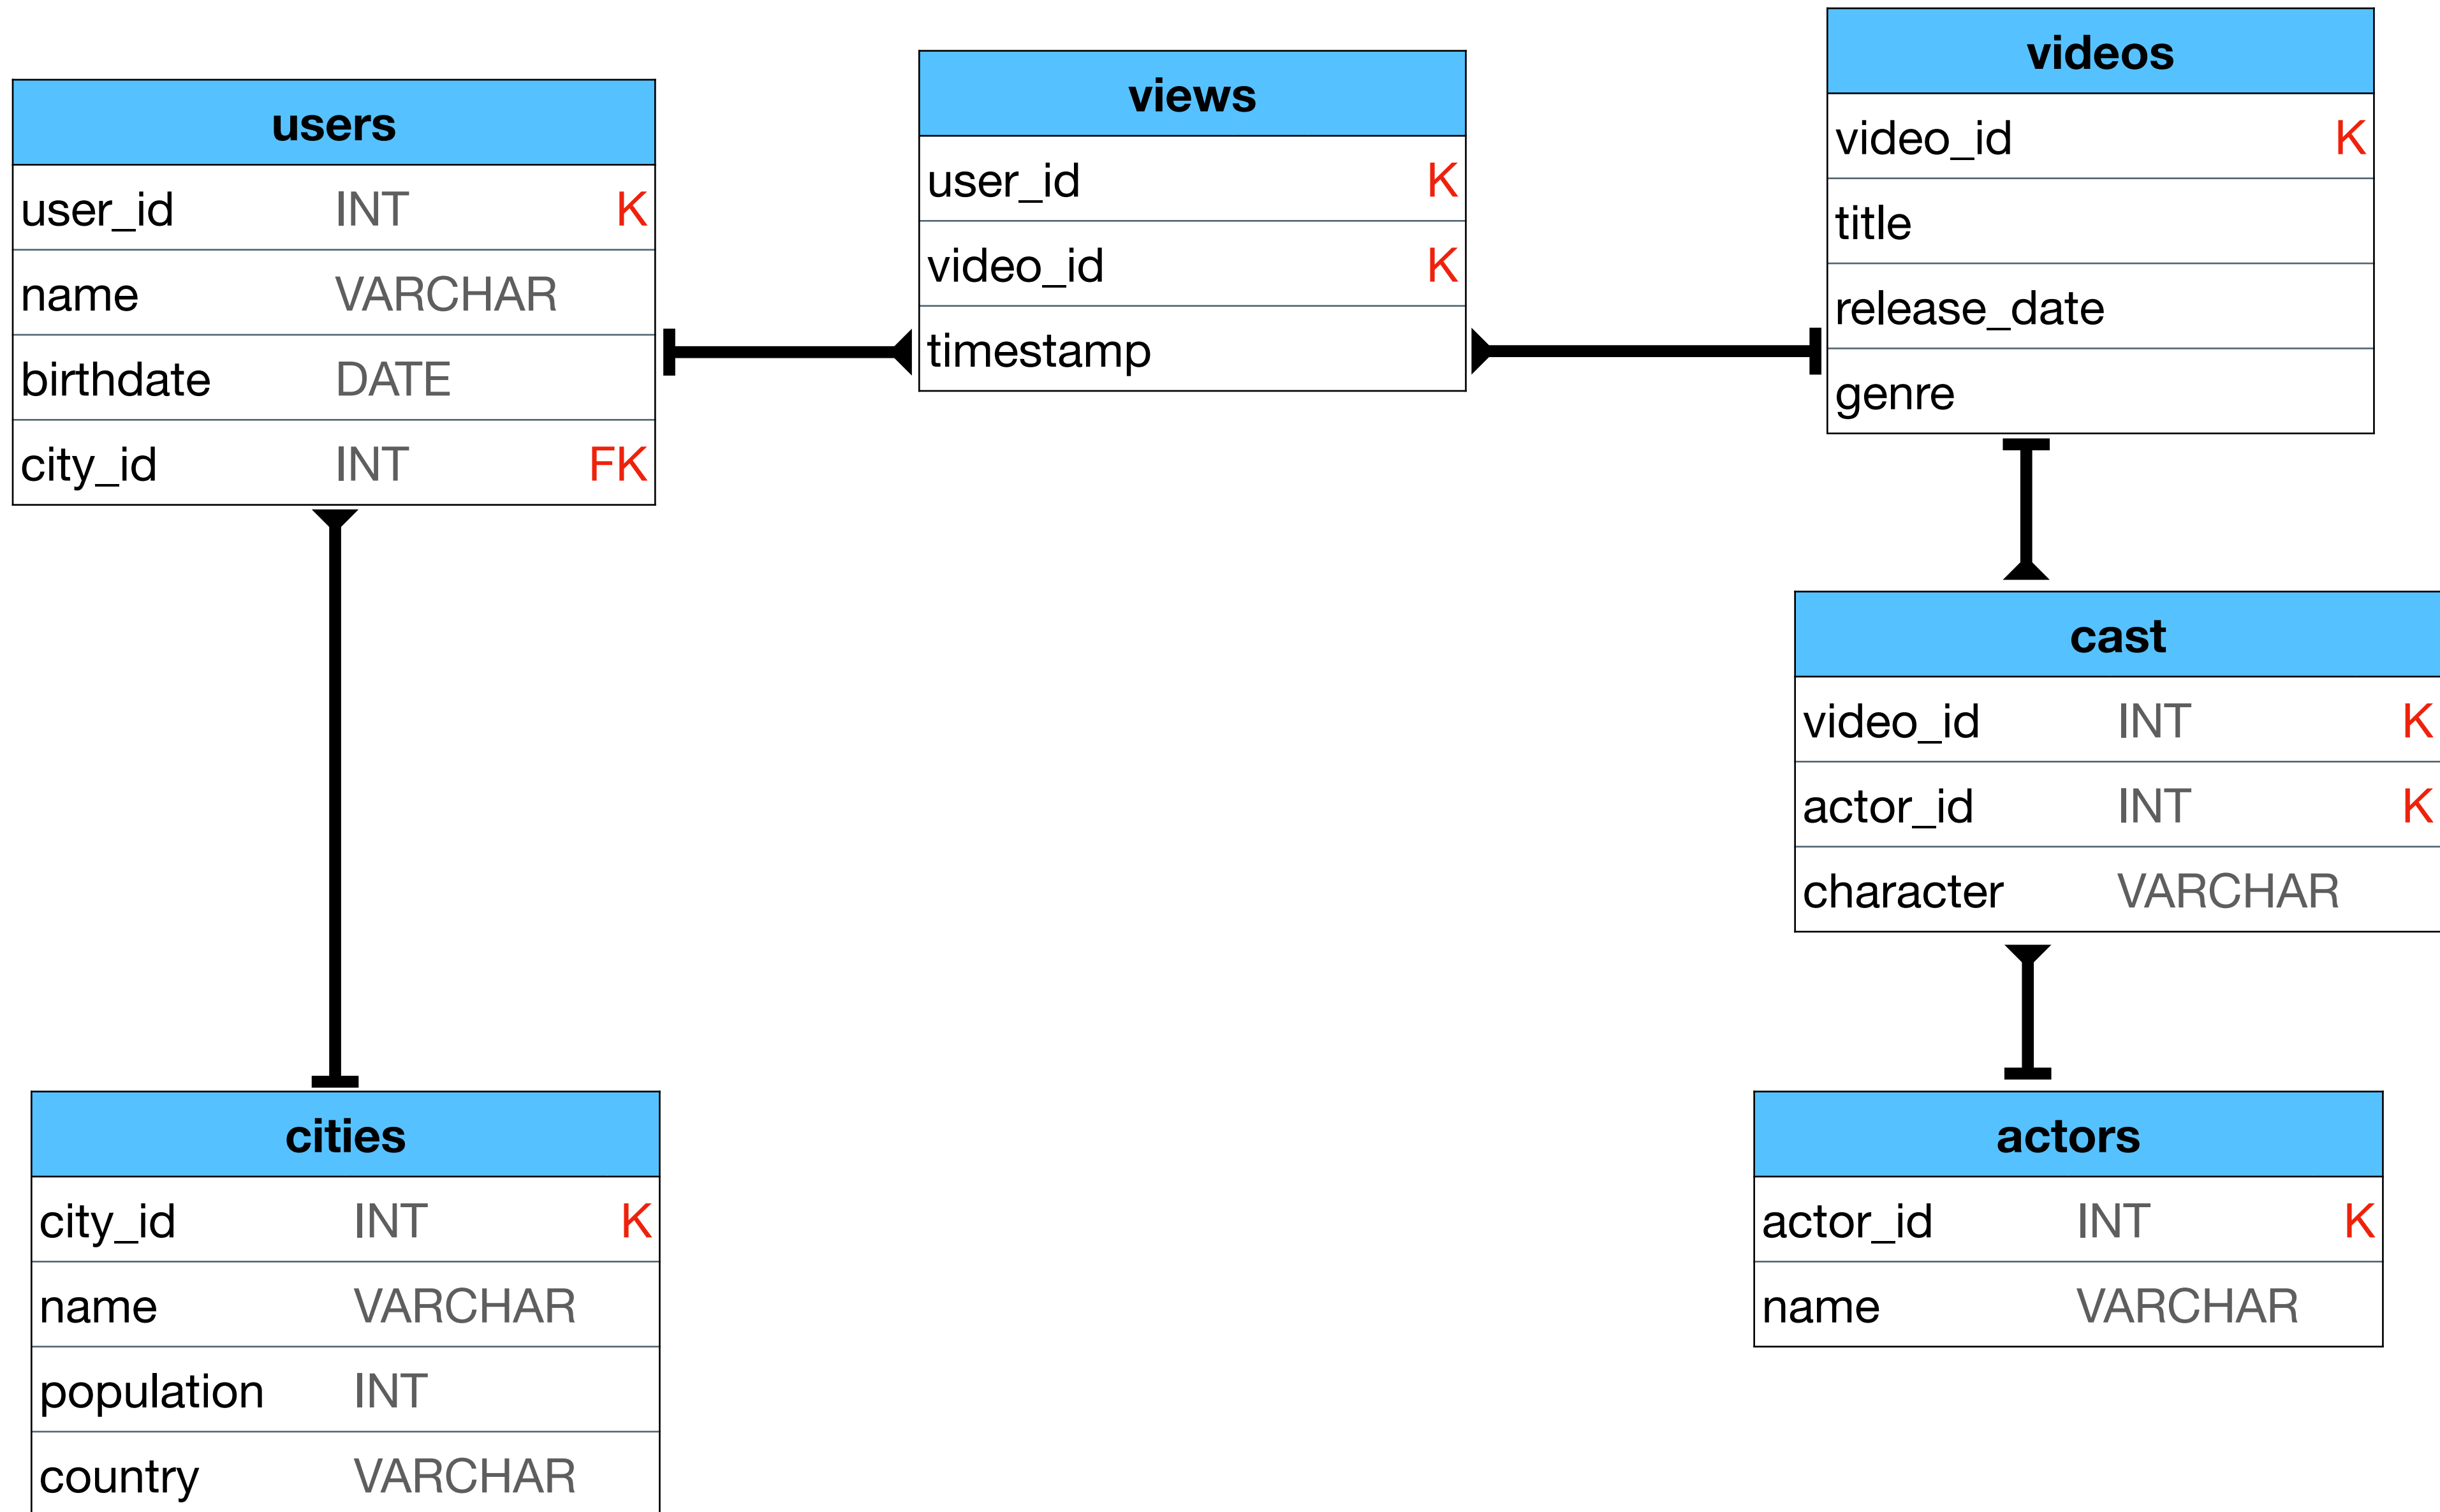 users
user_id INT K
name VARCHAR
birthdate DATE
city_id INT FK
views
user_id K
video_id K
timestamp
videos
video_id K
title
release_date
genre
cast
video_id INT K
actor_id INT K
character VARCHAR
cities
city_id INT K
name VARCHAR
population INT
country VARCHAR
actors
actor_id INT K
name VARCHAR